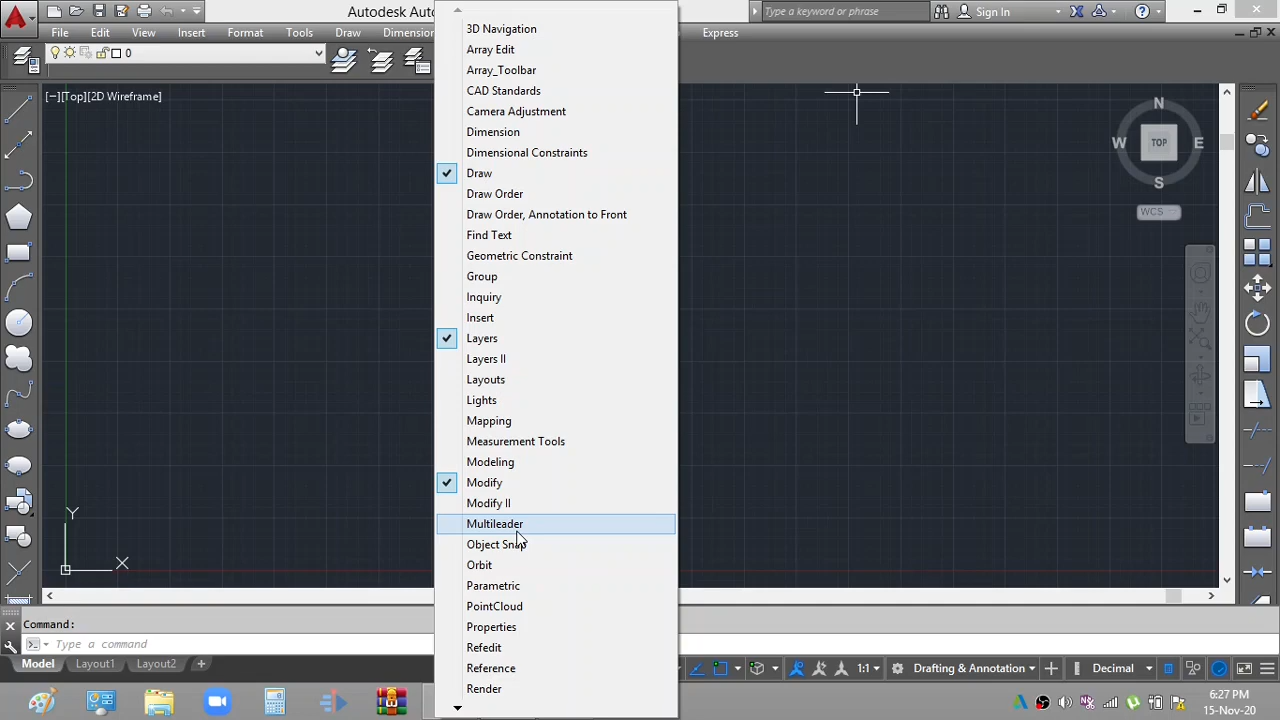 Autodesk Aut
Type a keyword or phrase
Sign In
File
Edit
View
Insert
Format
Tools
Draw
Dimension
Express
0
[−][Top][2D Wireframe]
3D Navigation
Array Edit
Array_Toolbar
CAD Standards
Camera Adjustment
Dimension
Dimensional Constraints
Draw
Draw Order
Draw Order, Annotation to Front
Find Text
Geometric Constraint
Group
Inquiry
Insert
Layers
Layers II
Layouts
Lights
Mapping
Measurement Tools
Modeling
Modify
Modify II
Multileader
Object Snap
Orbit
Parametric
PointCloud
Properties
Refedit
Reference
Render
N
W
TOP
E
S
WCS
Y
X
Command:
Type a command
Model
Layout1
Layout2
1:1
Drafting & Annotation
Decimal
6:27 PM
15-Nov-20